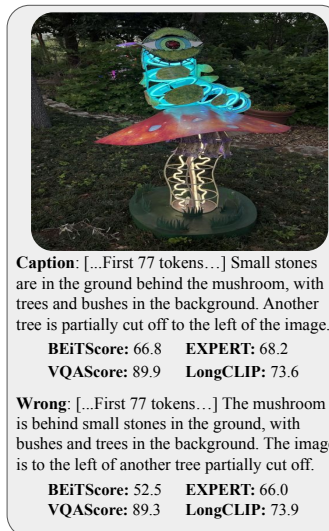 Caption: [...First 77 tokens…] Small stones
are in the ground behind the mushroom, with
trees and bushes in the background. Another
tree is partially cut off to the left of the image.
BEiTScore: 66.8 EXPERT: 68.2
VQAScore: 89.9 LongCLIP: 73.6
Wrong: [...First 77 tokens…] The mushroom
is behind small stones in the ground, with
bushes and trees in the background. The image
is to the left of another tree partially cut off.
BEiTScore: 52.5 EXPERT: 66.0
VQAScore: 89.3 LongCLIP: 73.9